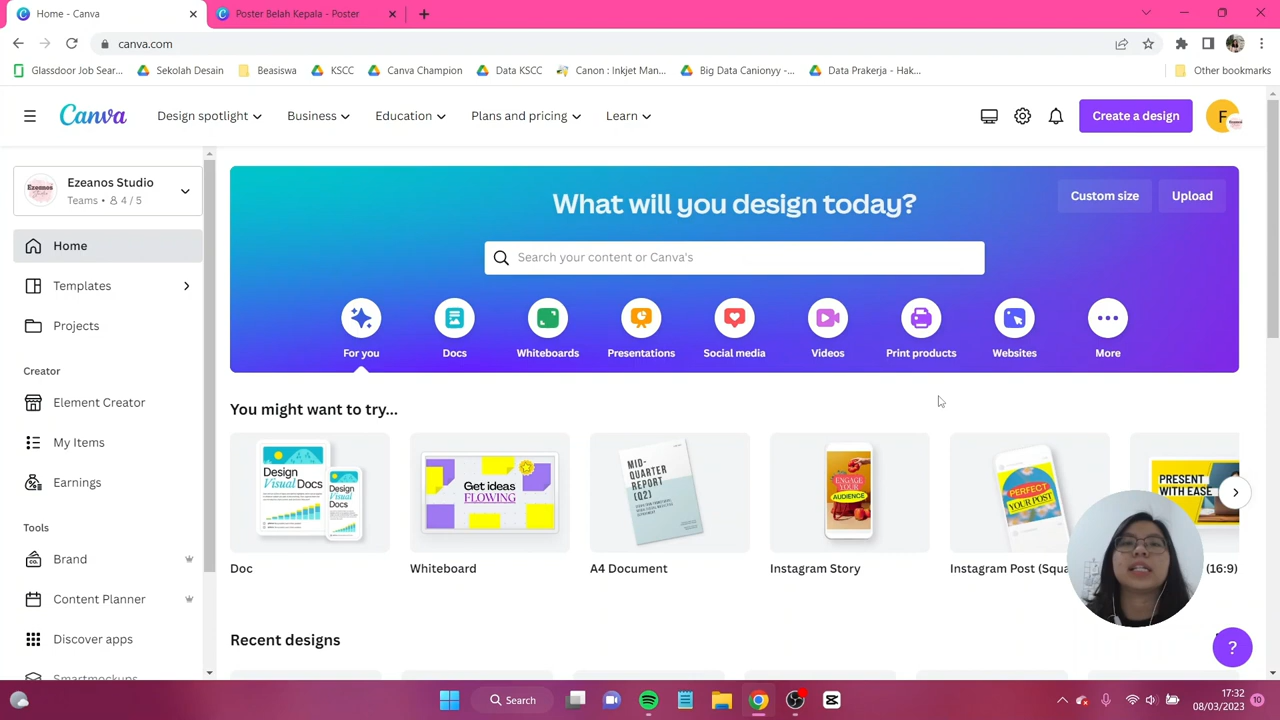 Home - Canva
Poster Belah Kepala - Poster
canva.com
Glassdoor Job Sear...
Sekolah Desain
Beasiswa
KSCC
Canva Champion
Data KSCC
Canon : Inkjet Man...
Big Data Canionyy -...
Data Prakerja - Hak...
Other bookmarks
Canva
Design spotlight
Business
Education
Plans and pricing
Learn
Create a design
F
Ezeanos Studio
Teams • 4 / 5
Home
Templates
Projects
Creator
Element Creator
My Items
Earnings
Tools
Brand
Content Planner
Discover apps
Smartmockups
What will you design today?
Custom size
Upload
Search your content or Canva's
For you
Docs
Whiteboards
Presentations
Social media
Videos
Print products
Websites
More
You might want to try...
Design
Visual Docs
Design
Visual Docs
Get ideas
FLOWING
MID-
QUARTER
REPORT
(Q2)
ENGAGE
YOUR
AUDIENCE
PERFECT
YOUR POST
PRESENT
WITH EASE
Doc
Whiteboard
A4 Document
Instagram Story
Instagram Post (Squa
(16:9)
Recent designs
?
Search
17:32
08/03/2023
10